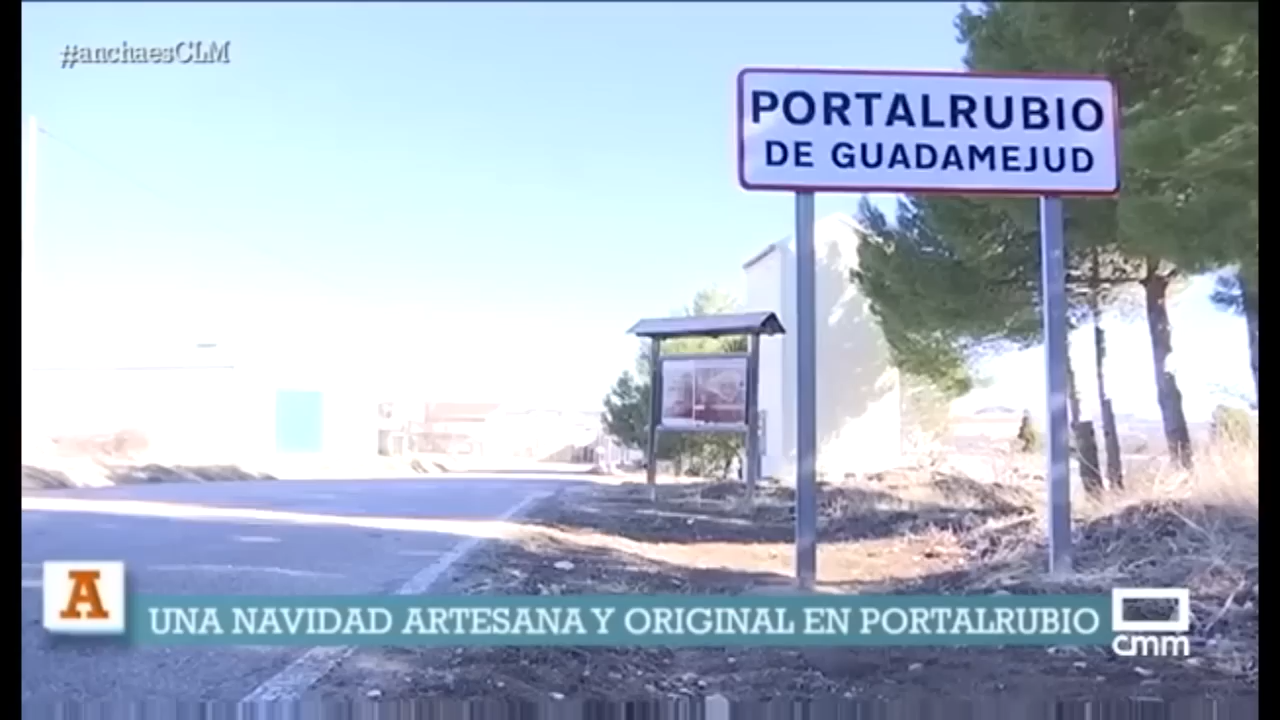 #anchaesCLM
PORTALRUBIO
DE GUADAMEJUD
A
UNA NAVIDAD ARTESANA Y ORIGINAL EN PORTALRUBIO
cmm